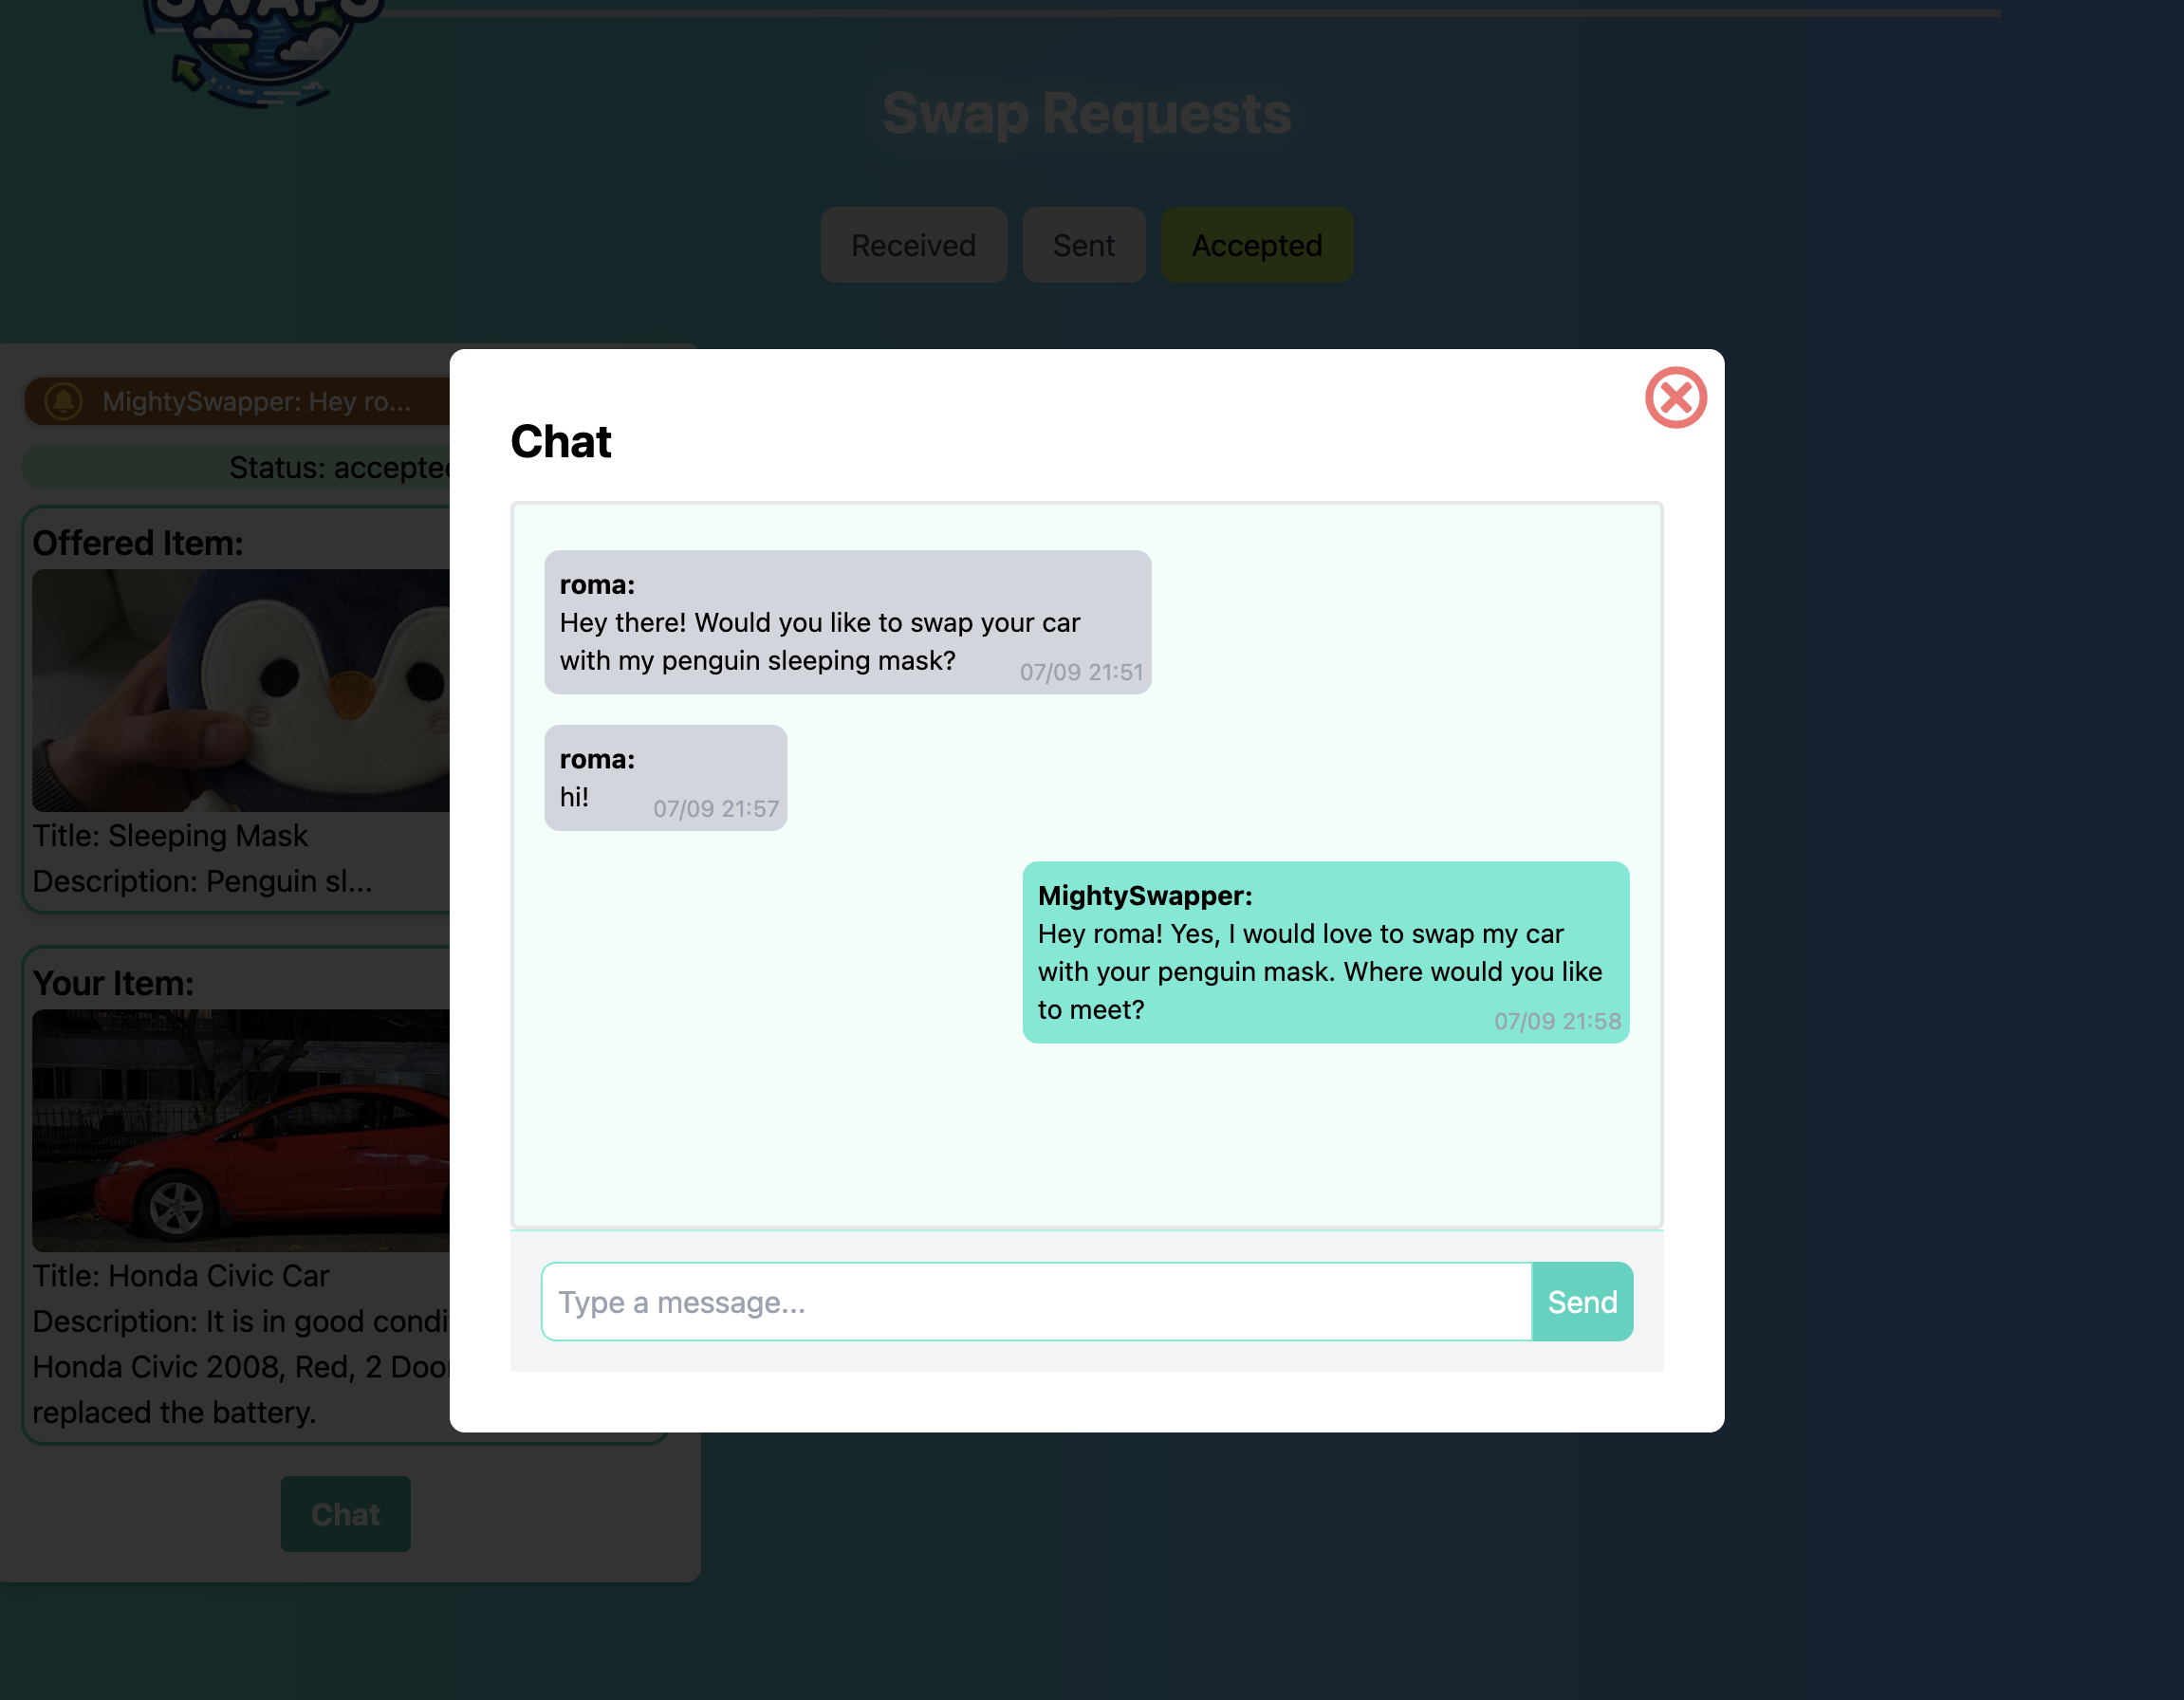 SWAPS
Swap Requests
Received
Sent
Accepted
MightySwapper: Hey ro...
Status: accepted
Offered Item:
Title: Sleeping Mask
Description: Penguin sl...
Your Item:
Title: Honda Civic Car
Description: It is in good
Honda Civic 2008, Red, 2
replaced the battery.
Chat
Chat
roma:
Hey there! Would you like to swap your car
with my penguin sleeping mask?
07/09 21:51
roma:
hi!
07/09 21:57
MightySwapper:
Hey roma! Yes, I would love to swap my car
with your penguin mask. Where would you like
to meet?
07/09 21:58
Type a message...
Send